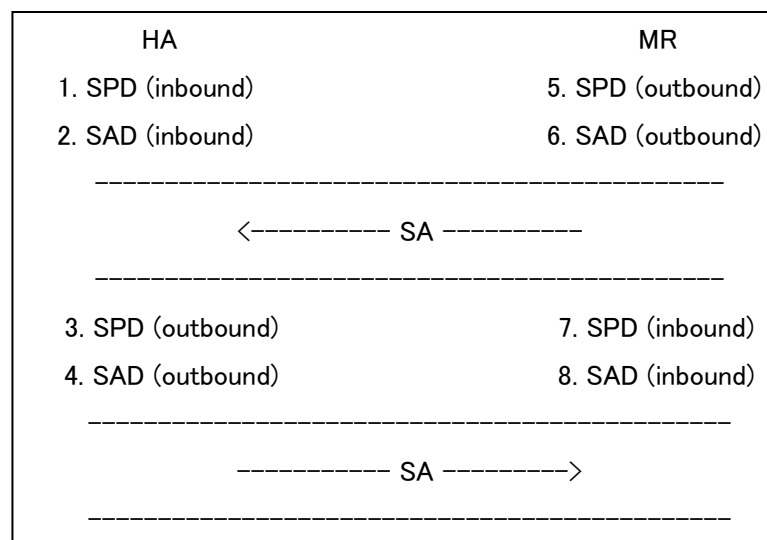 HA MR
1. SPD (inbound) 5. SPD (outbound)
2. SAD (inbound) 6. SAD (outbound)
---------------------------------------------
<---------- SA ----------
---------------------------------------------
3. SPD (outbound) 7. SPD (inbound)
4. SAD (outbound) 8. SAD (inbound)
----------------------------------------------
----------- SA --------->
----------------------------------------------